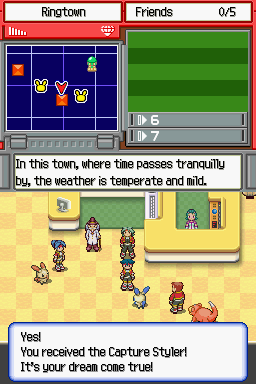 Ringtown
Friends 0/5
6
7
In this town, where time passes tranquilly
by, the weather is temperate and mild.
Yes!
You received the Capture Styler!
It's your dream come true!